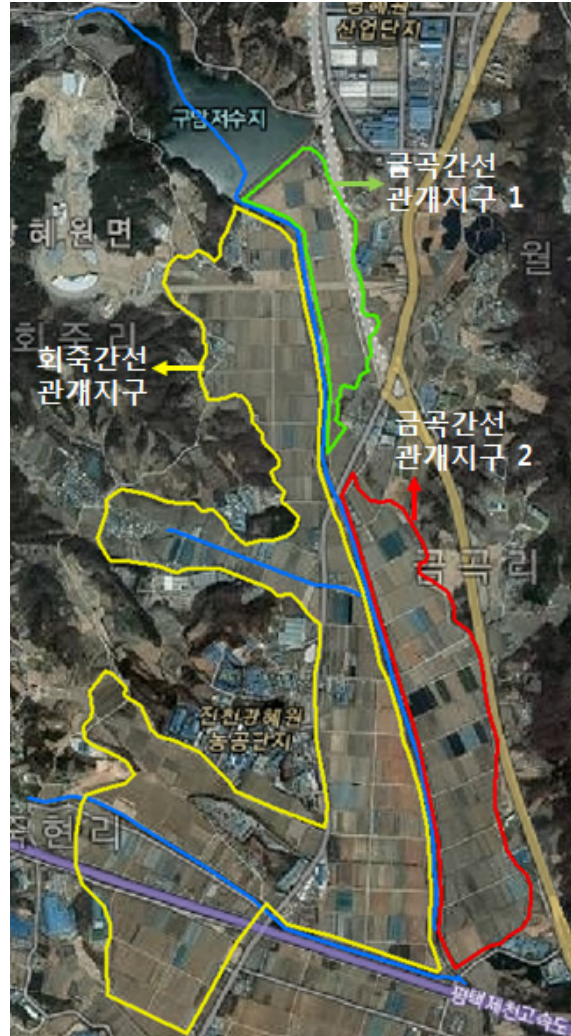 광혜원
산업단지
구암저수지
금곡간선
관개지구 1
혜원면
월
회죽리
회죽간선
관개지구
금곡간선
관개지구 2
금곡리
진천광혜원
농공단지
죽현리
평택제천고속도